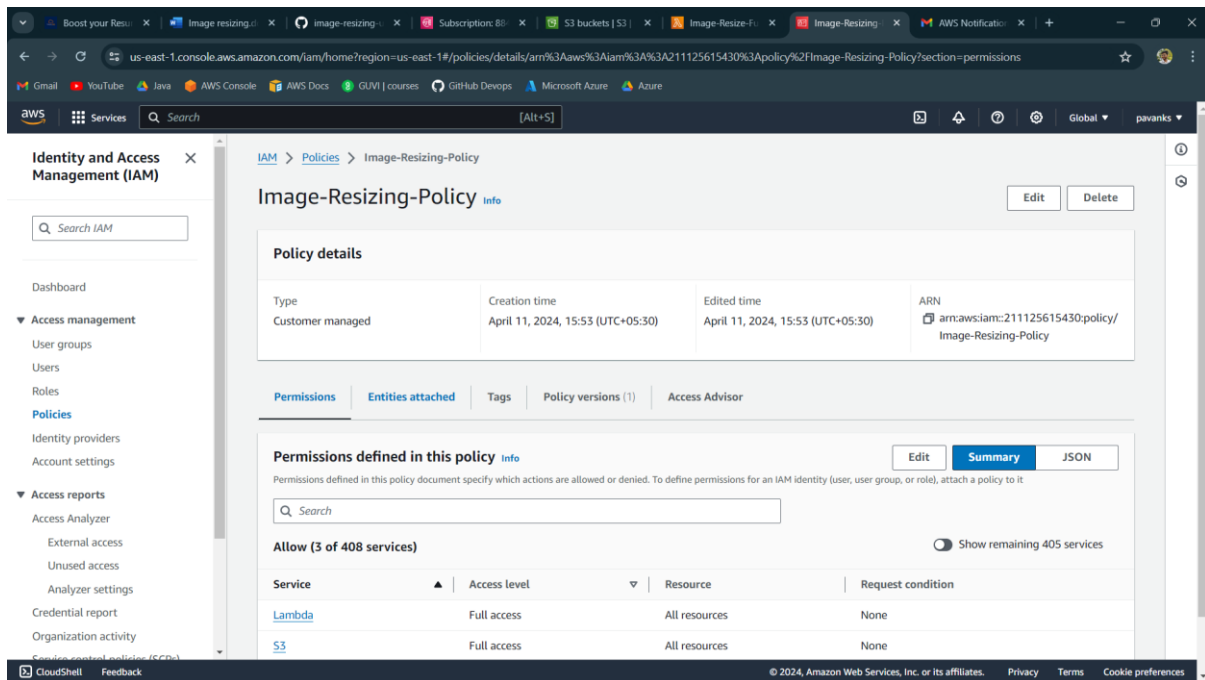 Boost your Resu
Image resizing.d
image-resizing-u
Subscription: 88
S3 buckets | S3 |
Image-Resize-Fu
Image-Resizing-
AWS Notification
us-east-1.console.aws.amazon.com/iam/home?region=us-east-1#/policies/details/arn%3Aaws%3Aiam%3A%3A211125615430%3Apolicy%2FImage-Resizing-Policy?section=permissions
Gmail YouTube Java AWS Console AWS Docs GUVI | courses GitHub Devops Microsoft Azure Azure
aws Services Search [Alt+S] Global pavanks
Identity and Access Management (IAM)
Search IAM
Dashboard
Access management
User groups
Users
Roles
Policies
Identity providers
Account settings
Access reports
Access Analyzer
External access
Unused access
Analyzer settings
Credential report
Organization activity
Service control policies (SCPs)
IAM > Policies > Image-Resizing-Policy
Image-Resizing-Policy Info
Edit Delete
Policy details
Type
Customer managed
Creation time
April 11, 2024, 15:53 (UTC+05:30)
Edited time
April 11, 2024, 15:53 (UTC+05:30)
ARN
arn:aws:iam::211125615430:policy/
Image-Resizing-Policy
Permissions Entities attached Tags Policy versions (1) Access Advisor
Permissions defined in this policy Info
Edit Summary JSON
Permissions defined in this policy document specify which actions are allowed or denied. To define permissions for an IAM identity (user, user group, or role), attach a policy to it
Search
Allow (3 of 408 services)
Show remaining 405 services
Service Access level Resource Request condition
Lambda Full access All resources None
S3 Full access All resources None
CloudShell Feedback © 2024, Amazon Web Services, Inc. or its affiliates. Privacy Terms Cookie preferences